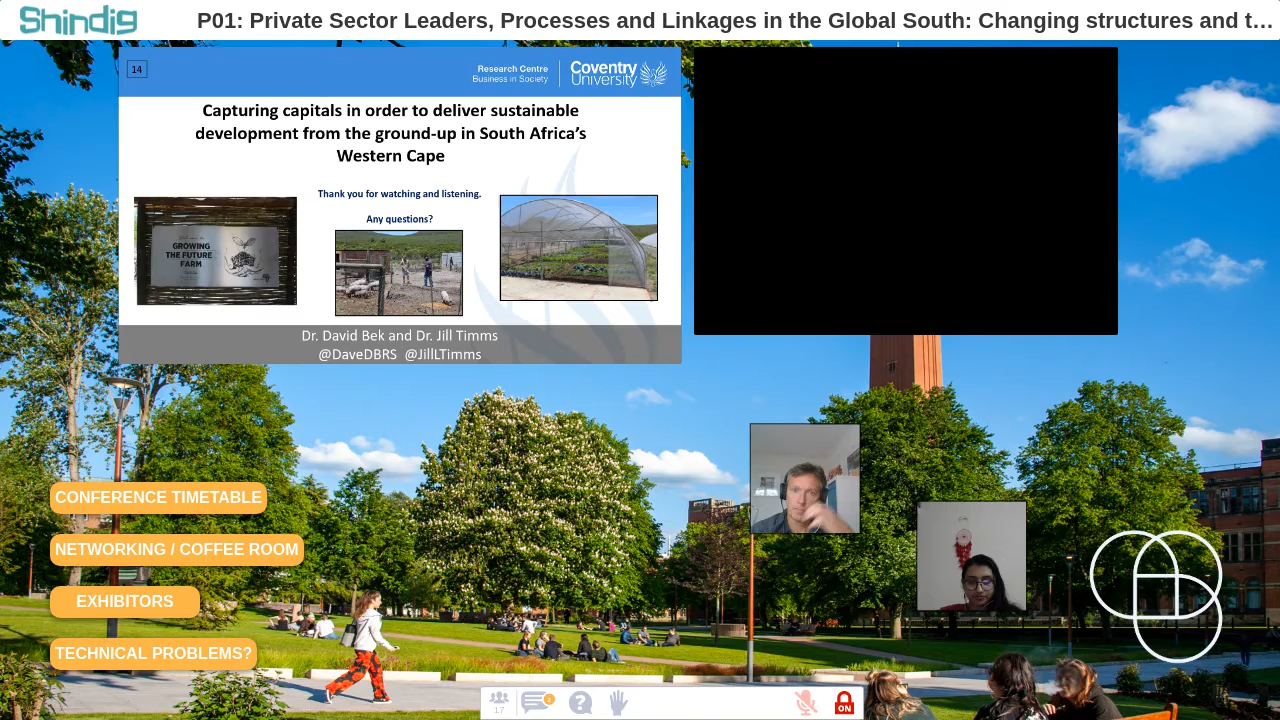 Shindig
P01: Private Sector Leaders, Processes and Linkages in the Global South: Changing structures and t…
14
Research Centre
Business in Society
Coventry
University
Capturing capitals in order to deliver sustainable
development from the ground-up in South Africa's
Western Cape
Thank you for watching and listening.
Any questions?
GROWING
THE FUTURE
FARM
Dr. David Bek and Dr. Jill Timms
@DaveDBRS @JillLTimms
CONFERENCE TIMETABLE
NETWORKING / COFFEE ROOM
EXHIBITORS
TECHNICAL PROBLEMS?
17
ON